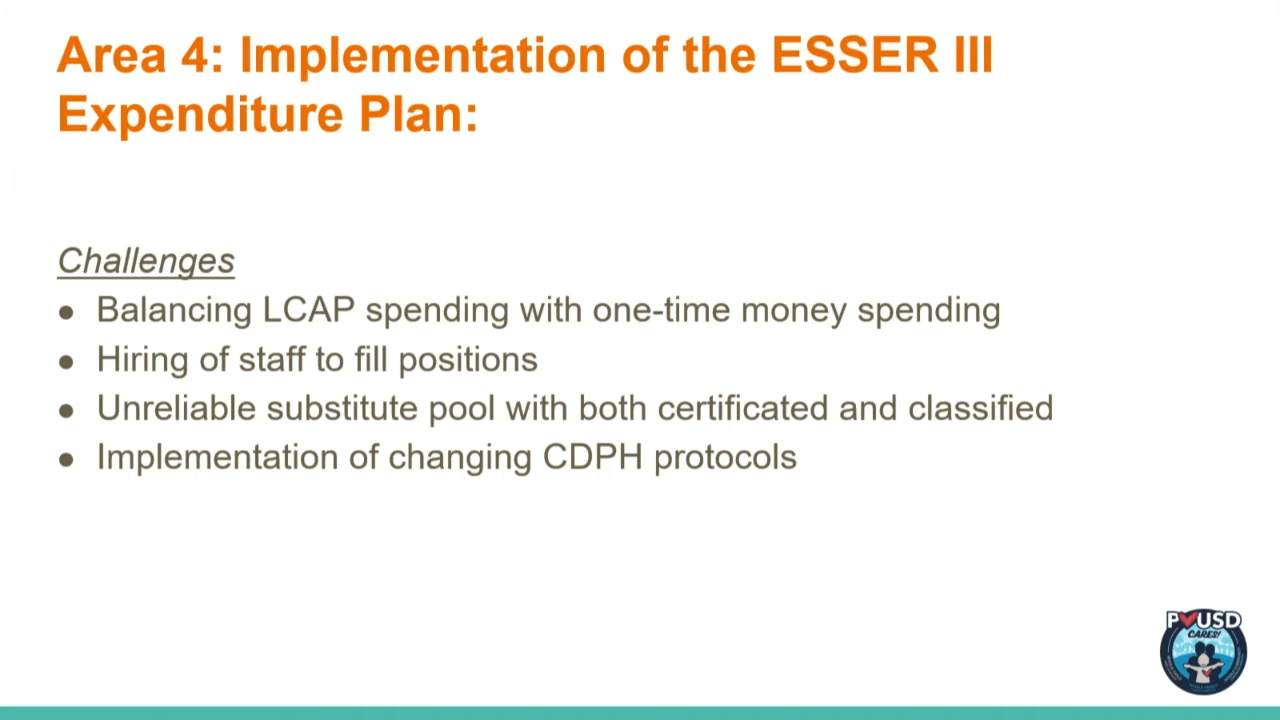 Area 4: Implementation of the ESSER III
Expenditure Plan:
Challenges
● Balancing LCAP spending with one-time money spending
● Hiring of staff to fill positions
● Unreliable substitute pool with both certificated and classified
● Implementation of changing CDPH protocols
PVUSD
CARES!